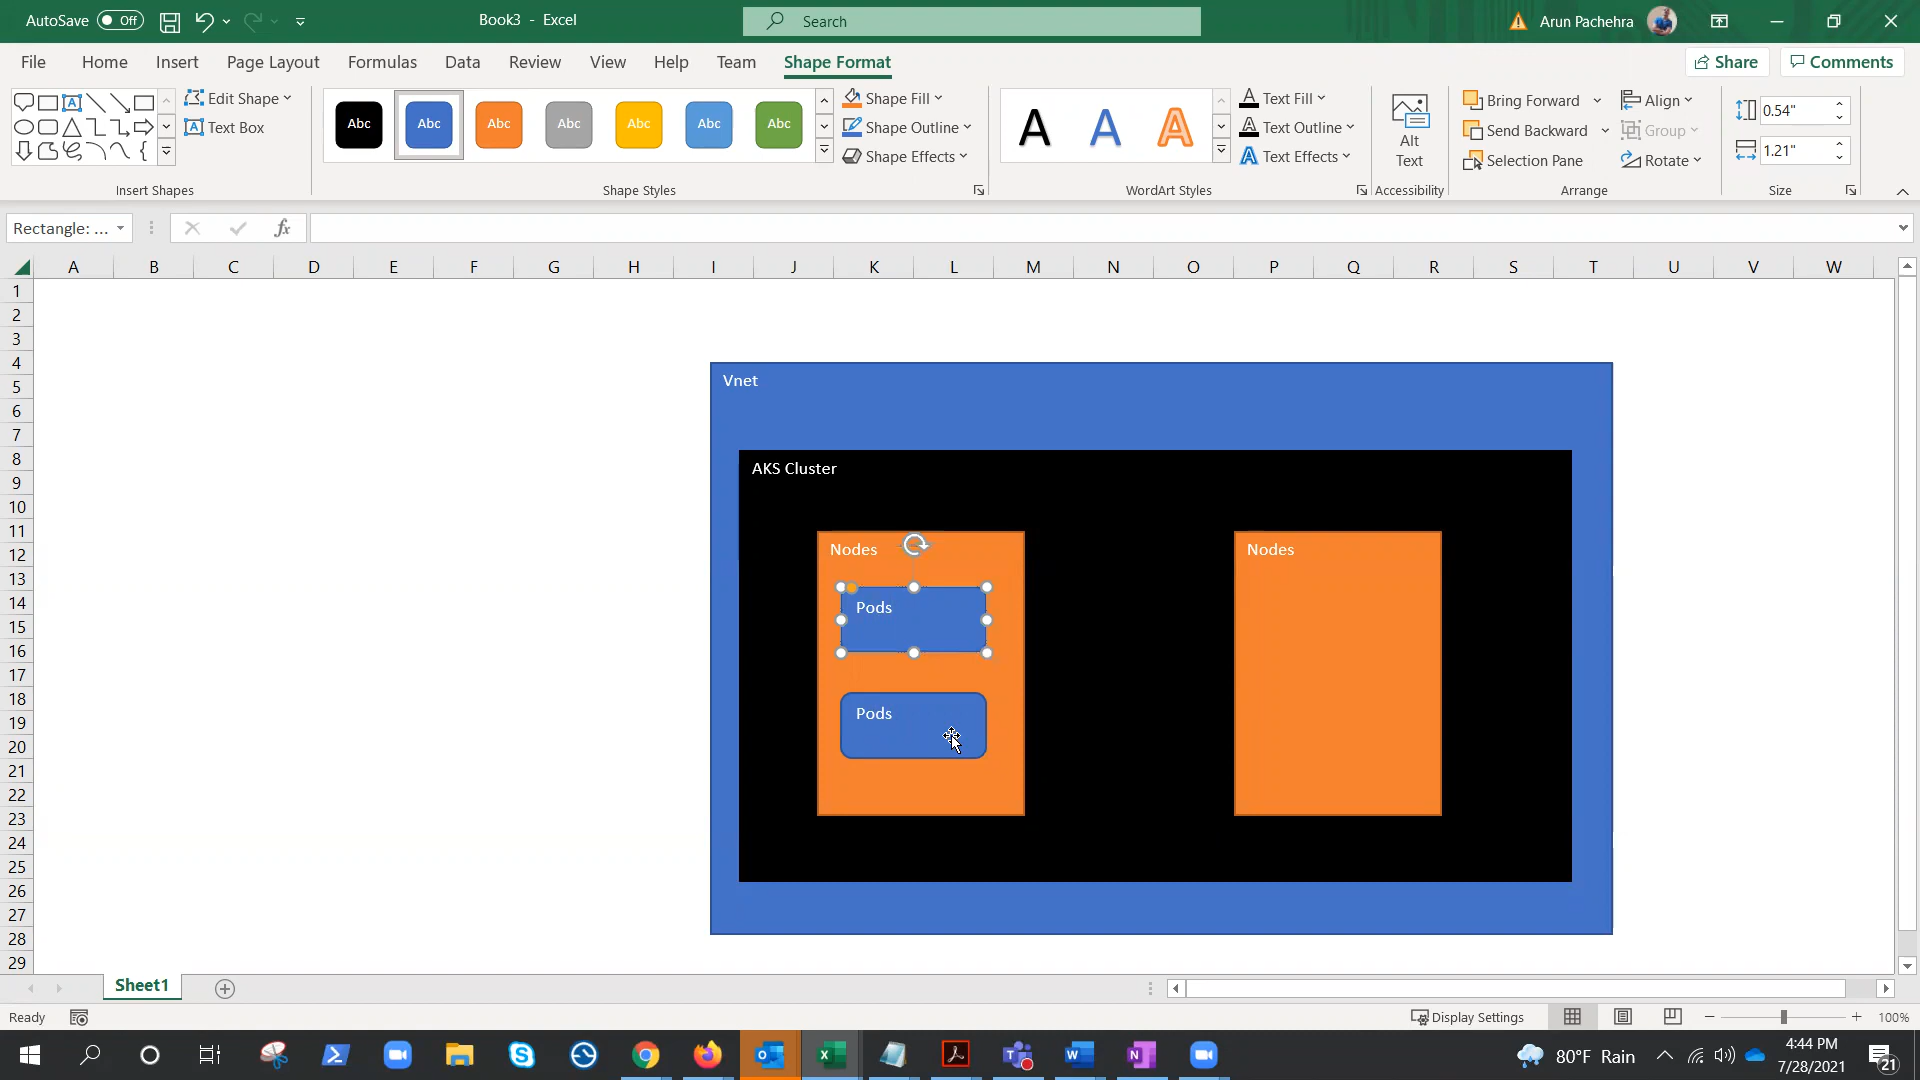 AutoSave Off Book3 - Excel Search Arun Pachehra
File Home Insert Page Layout Formulas Data Review View Help Team Shape Format Share Comments
Edit Shape
Text Box
Insert Shapes
Abc Abc Abc Abc Abc Abc Abc
Shape Fill
Shape Outline
Shape Effects
Shape Styles
A A A
Text Fill
Text Outline
Text Effects
WordArt Styles
Alt
Text
Accessibility
Bring Forward Align
Send Backward Group
Selection Pane Rotate
Arrange
0.54"
1.21"
Size
Rectangle: ... fx
A B C D E F G H I J K L M N O P Q R S T U V W
1
2
3
4
5
6
7
8
9
10
11
12
13
14
15
16
17
18
19
20
21
22
23
24
25
26
27
28
29
Vnet
AKS Cluster
Nodes
Pods
Pods
Nodes
Sheet1
Ready Display Settings 100%
80°F Rain
4:44 PM
7/28/2021
21